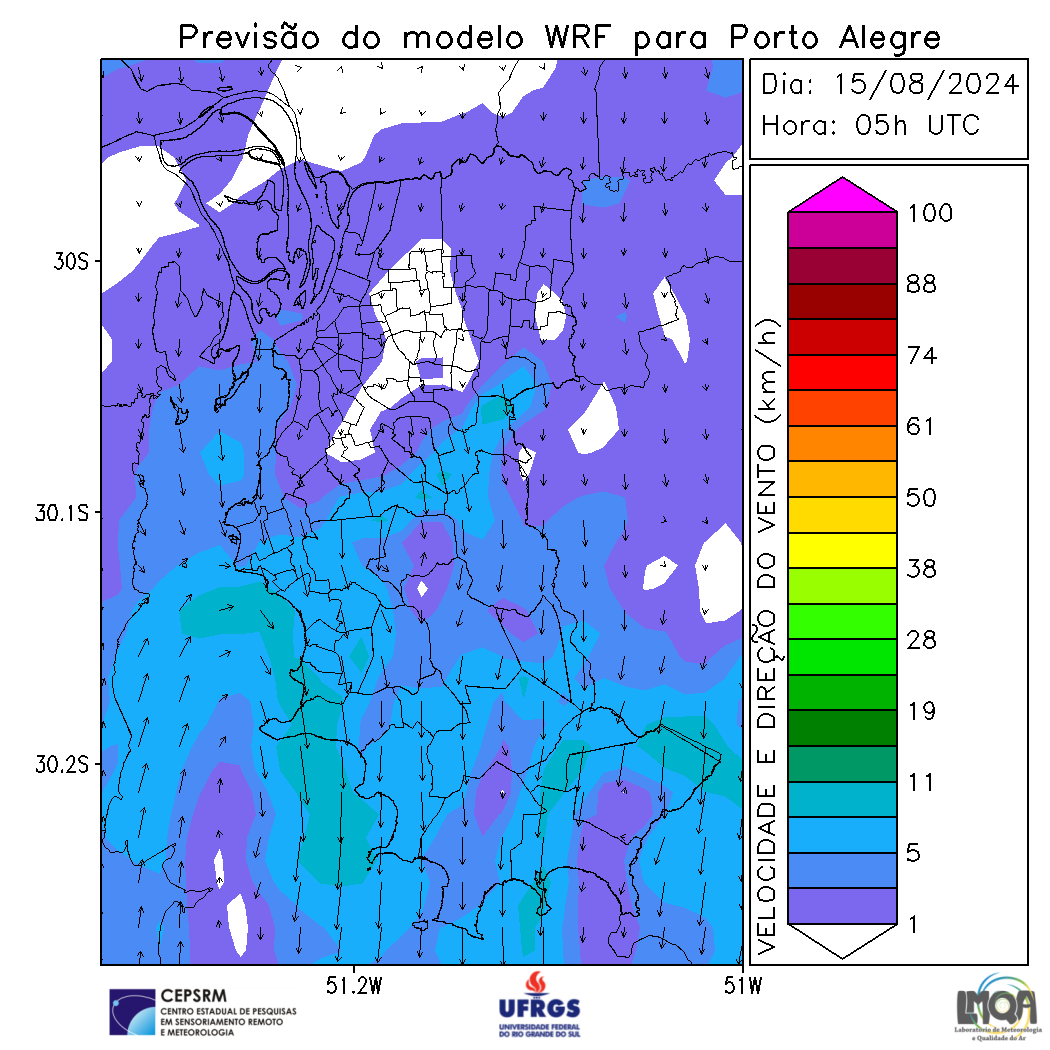 Previsão do modelo WRF para Porto Alegre
Dia: 15/08/2024
Hora: 05h UTC
30S
30.1S
30.2S
51.2W
51W
VELOCIDADE E DIREÇÃO DO VENTO (km/h)
100
88
74
61
50
38
28
19
11
5
1
CEPSRM
CENTRO ESTADUAL DE PESQUISAS
EM SENSORIAMENTO REMOTO
E METEOROLOGIA
UFRGS
UNIVERSIDADE FEDERAL
DO RIO GRANDE DO SUL
LMQA
Laboratório de Meteorologia
e Qualidade do Ar